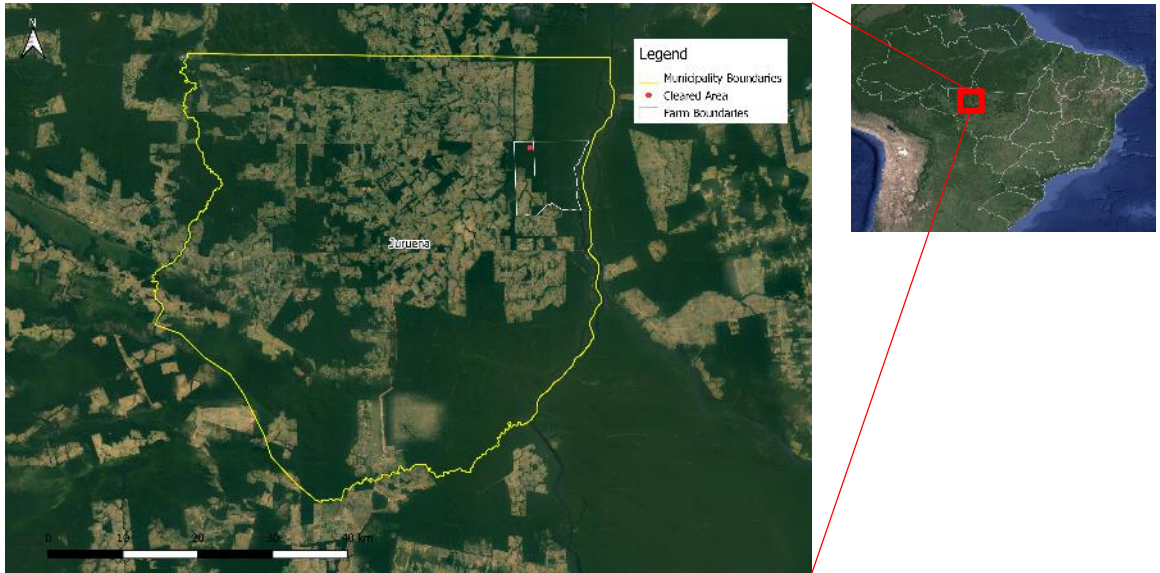 N
Legend
Municipality Boundaries
Cleared Area
Farm Boundaries
Juruena
0 10 20 30 40 km